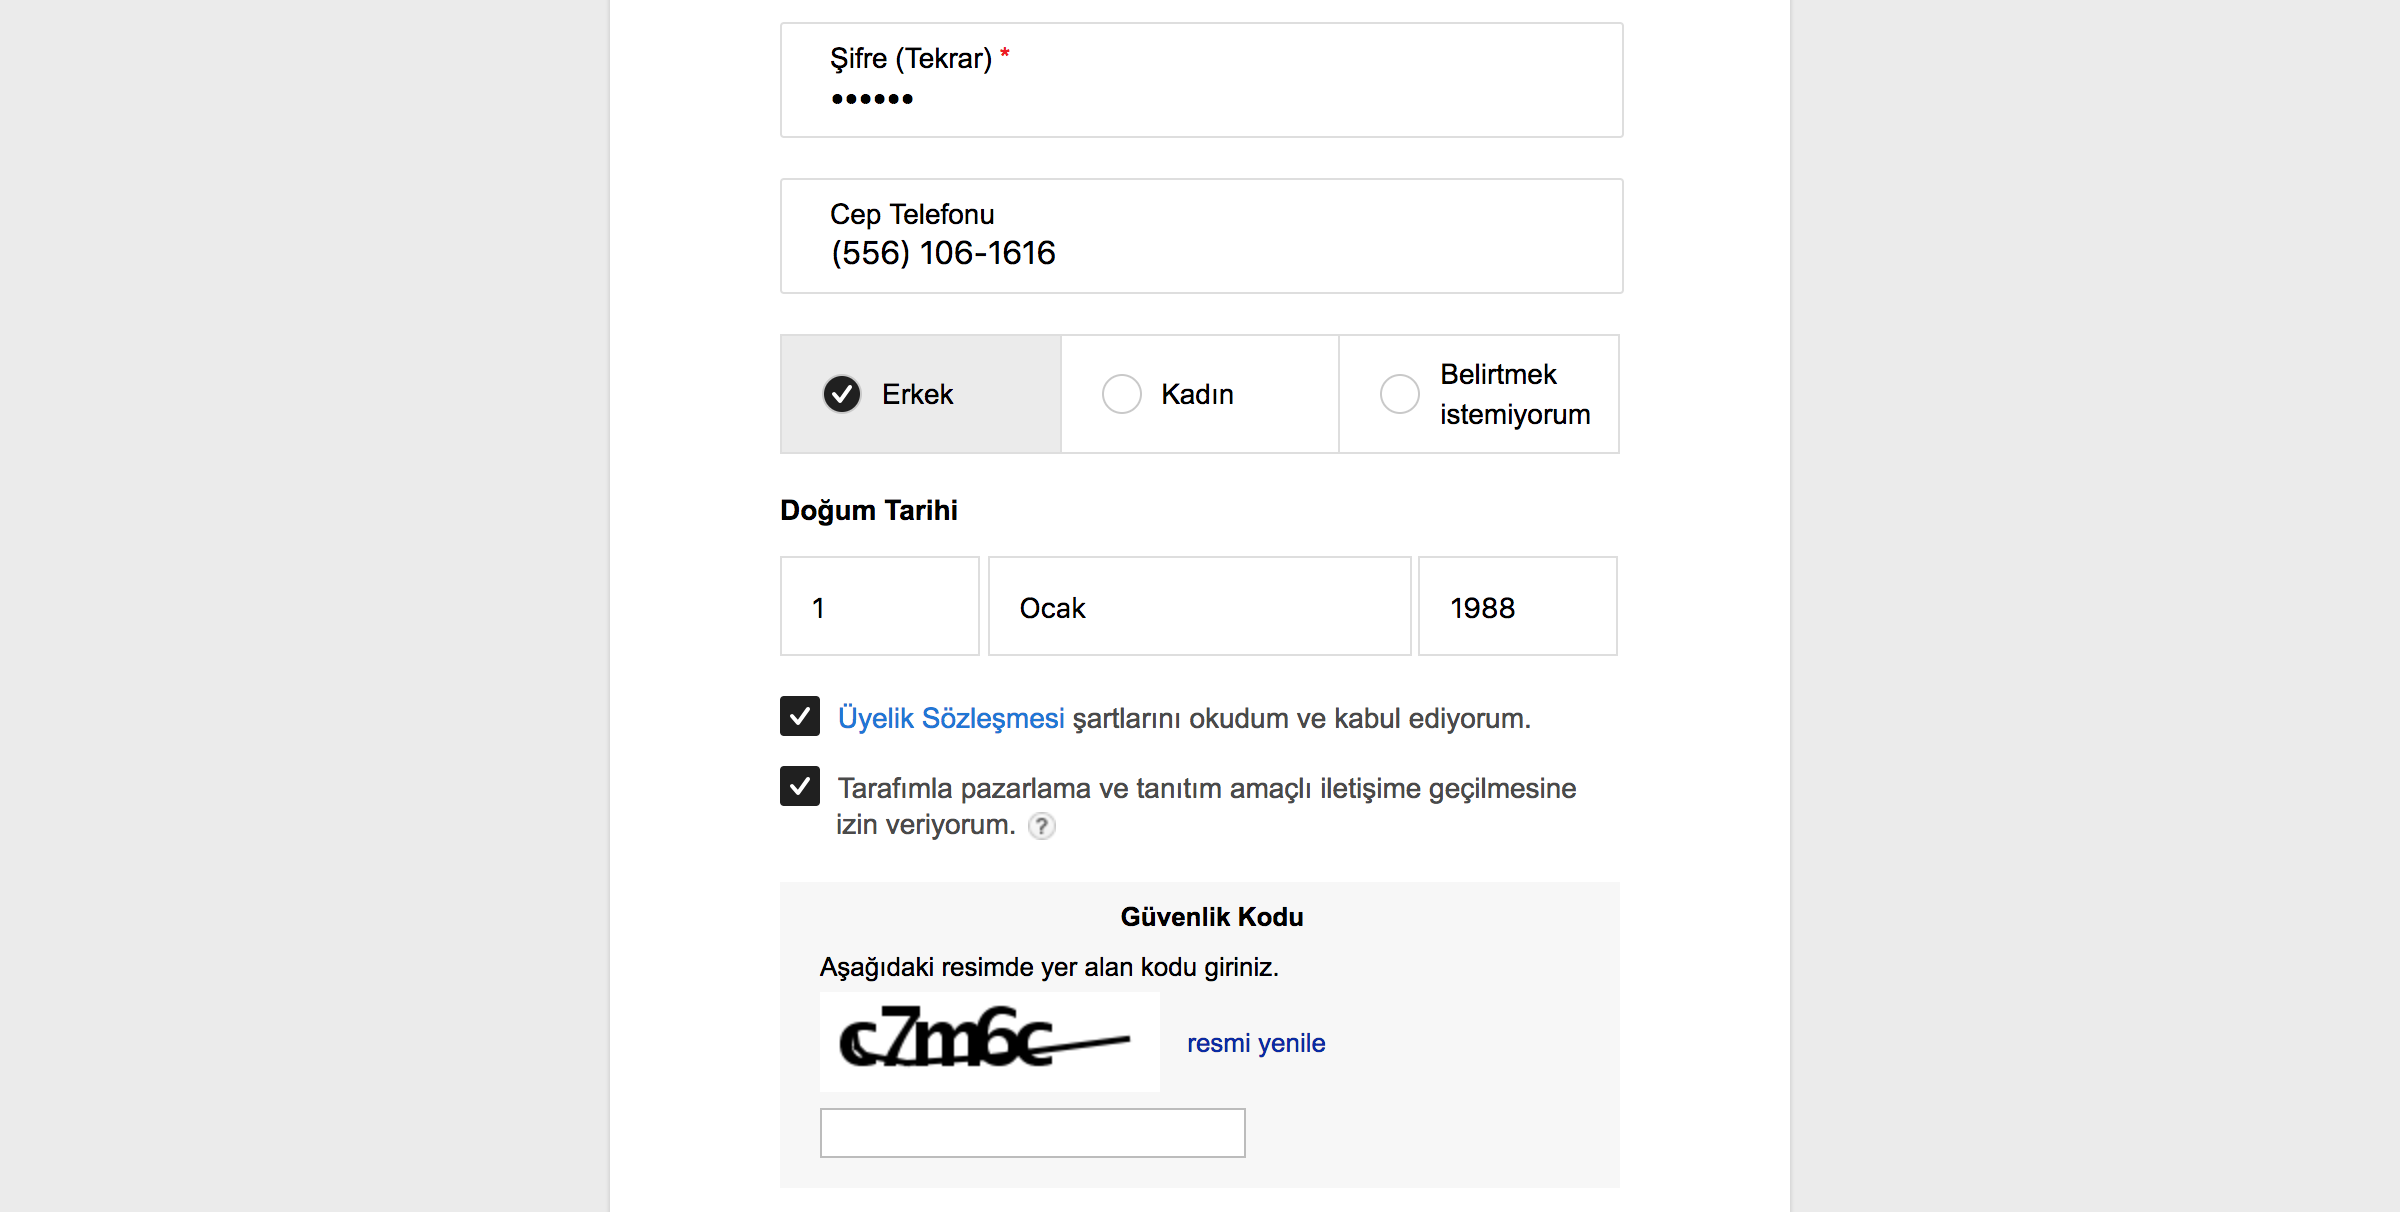 Şifre (Tekrar) *
••••••
Cep Telefonu
(556) 106-1616
Erkek
Kadın
Belirtmek
istemiyorum
Doğum Tarihi
1
Ocak
1988
Üyelik Sözleşmesi şartlarını okudum ve kabul ediyorum.
Tarafımla pazarlama ve tanıtım amaçlı iletişime geçilmesine
izin veriyorum. ?
Güvenlik Kodu
Aşağıdaki resimde yer alan kodu giriniz.
c7m6c
resmi yenile